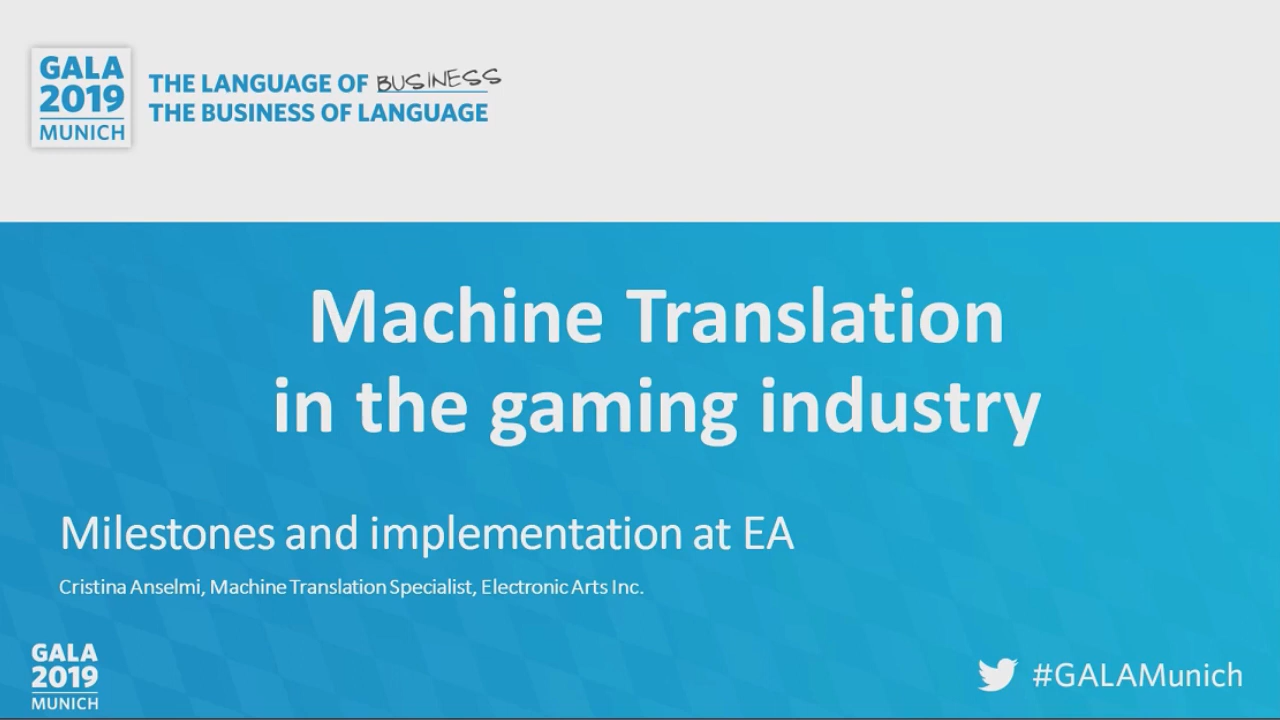 GALA
2019
MUNICH
THE LANGUAGE OF BUSINESS
THE BUSINESS OF LANGUAGE
Machine Translation
in the gaming industry
Milestones and implementation at EA
Cristina Anselmi, Machine Translation Specialist, Electronic Arts Inc.
GALA
2019
MUNICH
#GALAMunich